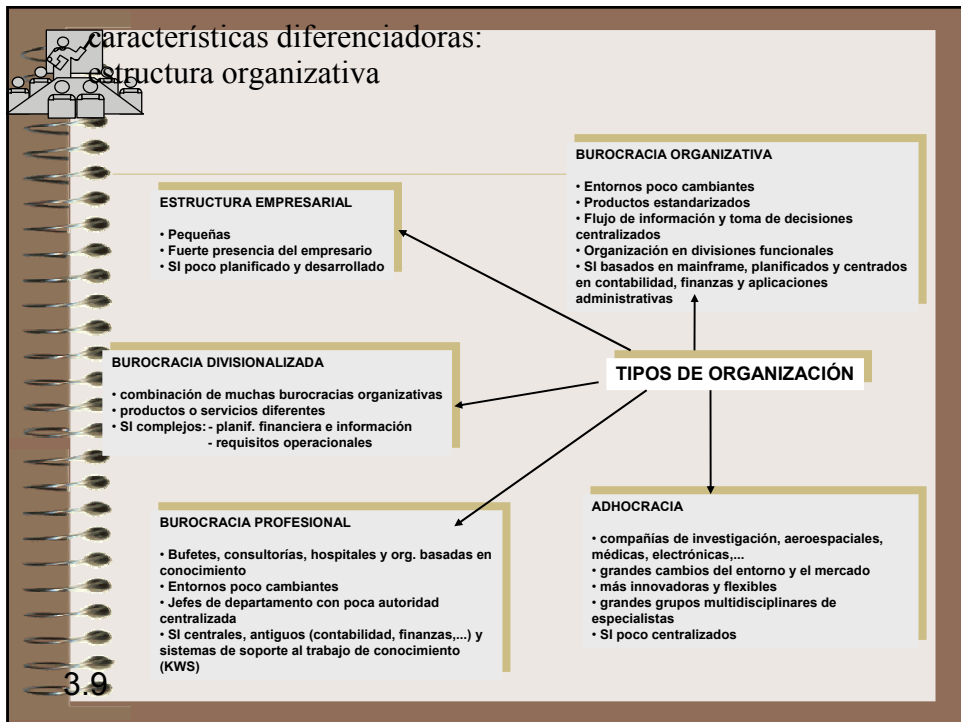 características diferenciadoras:
estructura organizativa
BUROCRACIA ORGANIZATIVA
• Entornos poco cambiantes
• Productos estandarizados
• Flujo de información y toma de decisiones
centralizados
• Organización en divisiones funcionales
• SI basados en mainframe, planificados y centrados
en contabilidad, finanzas y aplicaciones
administrativas
ESTRUCTURA EMPRESARIAL
• Pequeñas
• Fuerte presencia del empresario
• SI poco planificado y desarrollado
TIPOS DE ORGANIZACIÓN
BUROCRACIA DIVISIONALIZADA
• combinación de muchas burocracias organizativas
• productos o servicios diferentes
• SI complejos: - planif. financiera e información
- requisitos operacionales
BUROCRACIA PROFESIONAL
• Bufetes, consultorías, hospitales y org. basadas en
conocimiento
• Entornos poco cambiantes
• Jefes de departamento con poca autoridad
centralizada
• SI centrales, antiguos (contabilidad, finanzas,...) y
sistemas de soporte al trabajo de conocimiento
(KWS)
ADHOCRACIA
• compañías de investigación, aeroespaciales,
médicas, electrónicas,...
• grandes cambios del entorno y el mercado
• más innovadoras y flexibles
• grandes grupos multidisciplinares de
especialistas
• SI poco centralizados
3.9